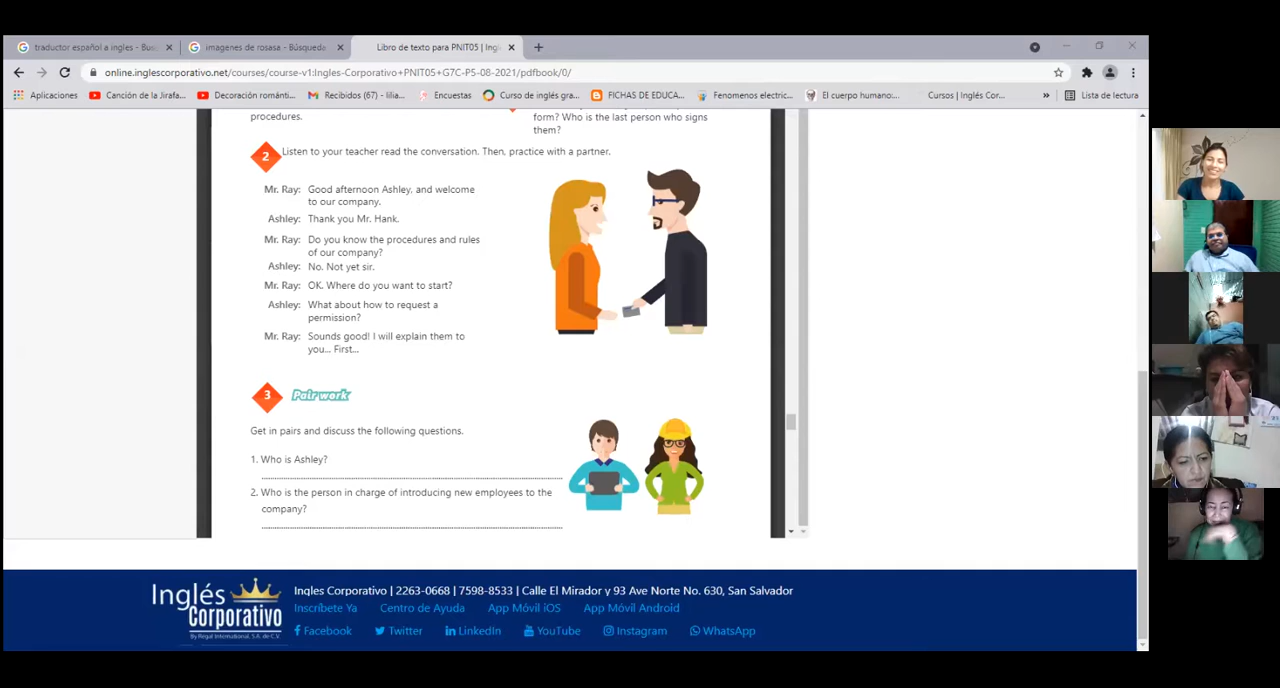 traductor español a ingles - Bus
imagenes de rosasa - Búsqueda
Libro de texto para PNIT05 | Ingl
online.inglescorporativo.net/courses/course-v1:Ingles-Corporativo+PNIT05+G7C-P5-08-2021/pdfbook/0/
Aplicaciones
Canción de la Jirafa...
Decoración románti...
Recibidos (67) - lilia...
Encuestas
Curso de inglés gra...
FICHAS DE EDUCA...
Fenomenos electric...
El cuerpo humano:...
Cursos | Inglés Cor...
»
Lista de lectura
procedures.
form? Who is the last person who signs
them?
2
Listen to your teacher read the conversation. Then, practice with a partner.
Mr. Ray: Good afternoon Ashley, and welcome
to our company.
Ashley: Thank you Mr. Hank.
Mr. Ray: Do you know the procedures and rules
of our company?
Ashley: No. Not yet sir.
Mr. Ray: OK. Where do you want to start?
Ashley: What about how to request a
permission?
Mr. Ray: Sounds good! I will explain them to
you... First...
3
Pair work
Get in pairs and discuss the following questions.
1. Who is Ashley?
2. Who is the person in charge of introducing new employees to the
company?
Inglés
Corporativo
By Regal International, S.A. de C.V.
Ingles Corporativo | 2263-0668 | 7598-8533 | Calle El Mirador y 93 Ave Norte No. 630, San Salvador
Inscríbete Ya Centro de Ayuda App Móvil iOS App Móvil Android
Facebook Twitter LinkedIn YouTube Instagram WhatsApp